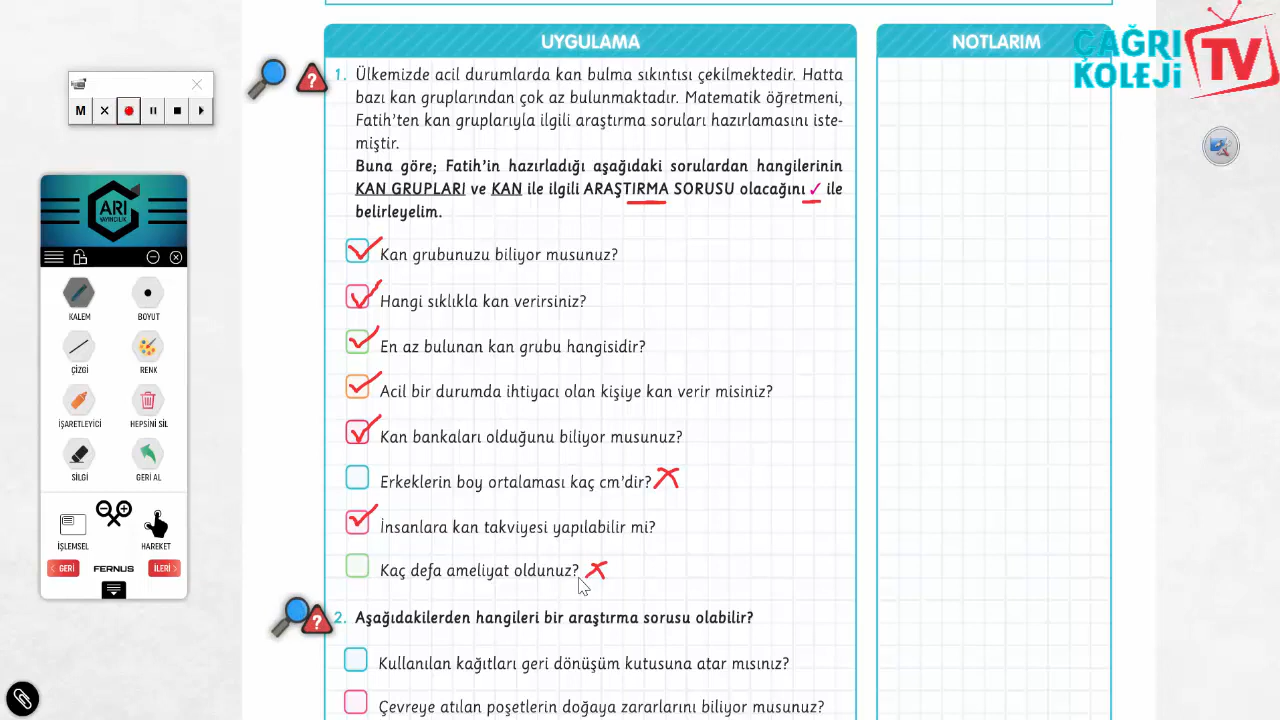 UYGULAMA
NOTLARIM
ÇAĞRI
KOLEJİ
TV
1. Ülkemizde acil durumlarda kan bulma sıkıntısı çekilmektedir. Hatta
bazı kan gruplarından çok az bulunmaktadır. Matematik öğretmeni,
Fatih'ten kan gruplarıyla ilgili araştırma soruları hazırlamasını iste-
miştir.
Buna göre; Fatih'in hazırladığı aşağıdaki sorulardan hangilerinin
KAN GRUPLARI ve KAN ile ilgili ARAŞTIRMA SORUSU olacağını ✓ ile
belirleyelim.
Kan grubunuzu biliyor musunuz?
Hangi sıklıkla kan verirsiniz?
En az bulunan kan grubu hangisidir?
Acil bir durumda ihtiyacı olan kişiye kan verir misiniz?
Kan bankaları olduğunu biliyor musunuz?
Erkeklerin boy ortalaması kaç cm'dir?
İnsanlara kan takviyesi yapılabilir mi?
Kaç defa ameliyat oldunuz?
2. Aşağıdakilerden hangileri bir araştırma sorusu olabilir?
Kullanılan kağıtları geri dönüşüm kutusuna atar mısınız?
Çevreye atılan poşetlerin doğaya zararlarını biliyor musunuz?
M
ARI
YAYINCILIK
KALEM
BOYUT
ÇİZGİ
RENK
İŞARETLEYİCİ
HEPSİNİ SİL
SİLGİ
GERİ AL
İŞLEMSEL
HAREKET
GERİ
FERNUS
İLERİ